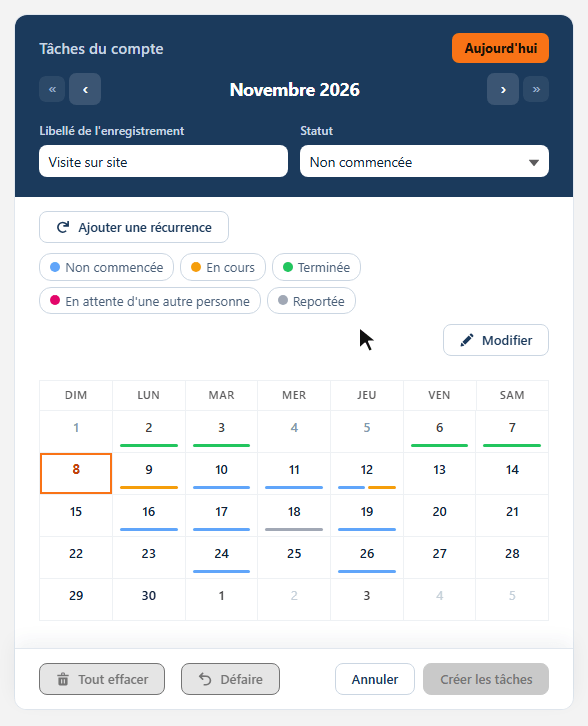 Tâches du compte
Aujourd'hui
« ‹ Novembre 2026 › »
Libellé de l'enregistrement Statut
Visite sur site Non commencée
Ajouter une récurrence
Non commencée En cours Terminée
En attente d'une autre personne Reportée
Modifier
DIM LUN MAR MER JEU VEN SAM
1 2 3 4 5 6 7
8 9 10 11 12 13 14
15 16 17 18 19 20 21
22 23 24 25 26 27 28
29 30 1 2 3 4 5
Tout effacer Défaire Annuler Créer les tâches